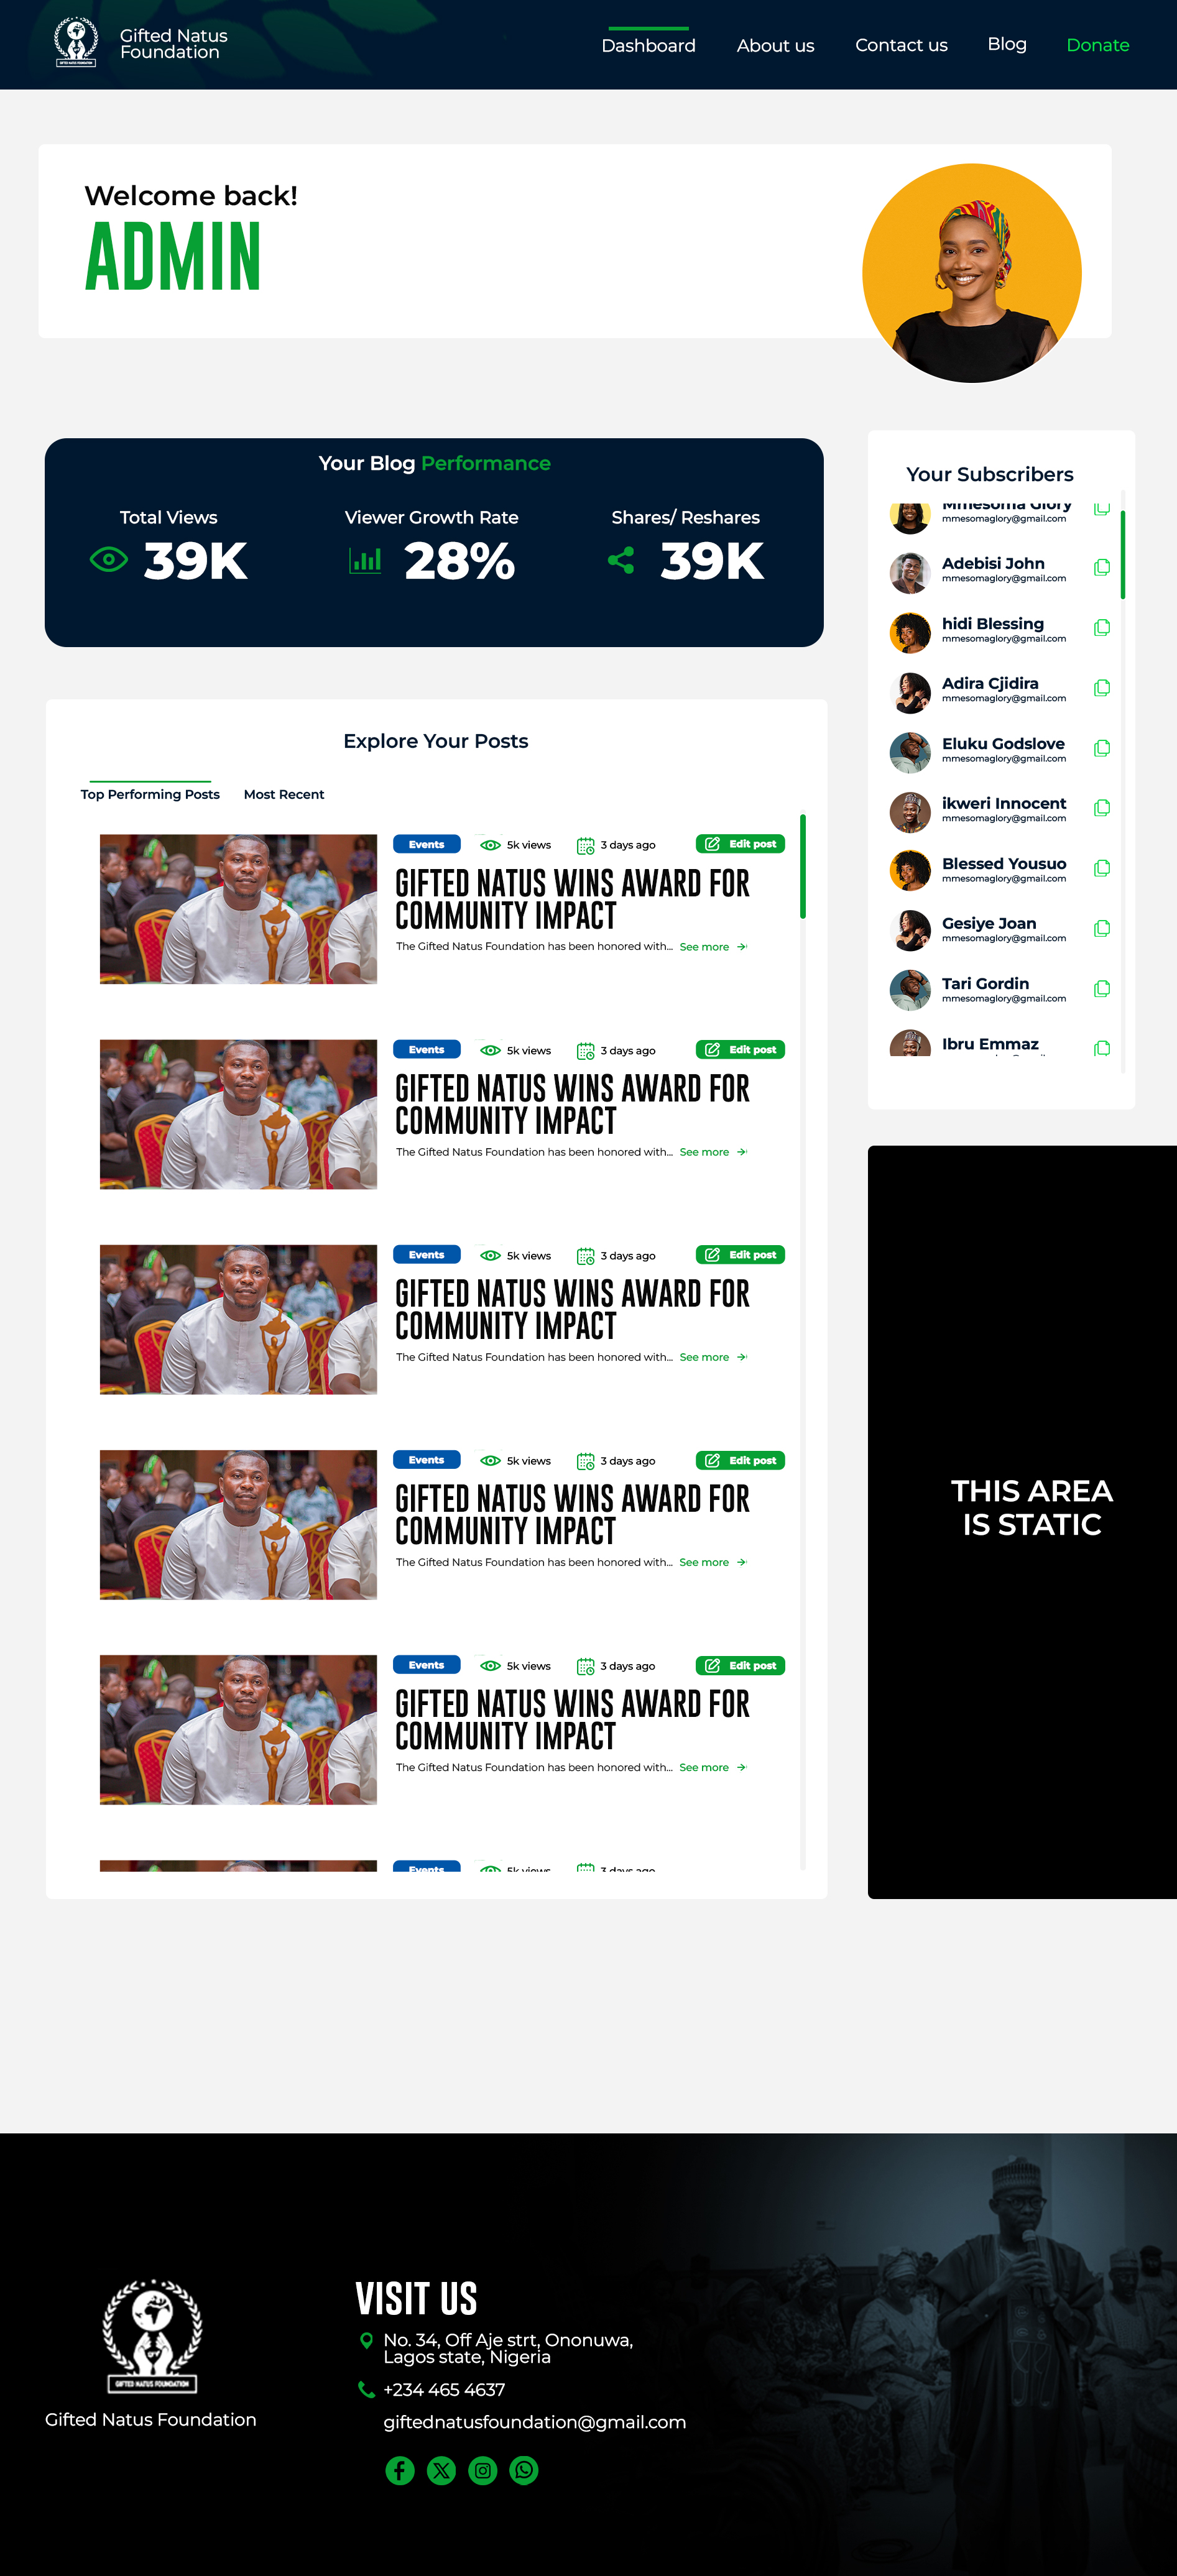 GIFTED NATUS FOUNDATION
Gifted Natus
Foundation
Dashboard
About us
Contact us
Blog
Donate
Welcome back!
ADMIN
Your Blog Performance
Total Views
39K
Viewer Growth Rate
28%
Shares/ Reshares
39K
Your Subscribers
Mmesoma Glory
mmesomaglory@gmail.com
Adebisi John
mmesomaglory@gmail.com
hidi Blessing
mmesomaglory@gmail.com
Adira Cjidira
mmesomaglory@gmail.com
Eluku Godslove
mmesomaglory@gmail.com
ikweri Innocent
mmesomaglory@gmail.com
Blessed Yousuo
mmesomaglory@gmail.com
Gesiye Joan
mmesomaglory@gmail.com
Tari Gordin
mmesomaglory@gmail.com
Ibru Emmaz
Explore Your Posts
Top Performing Posts
Most Recent
Events
5k views
3 days ago
Edit post
GIFTED NATUS WINS AWARD FOR
COMMUNITY IMPACT
The Gifted Natus Foundation has been honored with... See more
Events
5k views
3 days ago
Edit post
GIFTED NATUS WINS AWARD FOR
COMMUNITY IMPACT
The Gifted Natus Foundation has been honored with... See more
Events
5k views
3 days ago
Edit post
GIFTED NATUS WINS AWARD FOR
COMMUNITY IMPACT
The Gifted Natus Foundation has been honored with... See more
Events
5k views
3 days ago
Edit post
GIFTED NATUS WINS AWARD FOR
COMMUNITY IMPACT
The Gifted Natus Foundation has been honored with... See more
Events
5k views
3 days ago
Edit post
GIFTED NATUS WINS AWARD FOR
COMMUNITY IMPACT
The Gifted Natus Foundation has been honored with... See more
Events
5k views
3 days ago
THIS AREA
IS STATIC
GIFTED NATUS FOUNDATION
Gifted Natus Foundation
VISIT US
No. 34, Off Aje strt, Ononuwa,
Lagos state, Nigeria
+234 465 4637
giftednatusfoundation@gmail.com